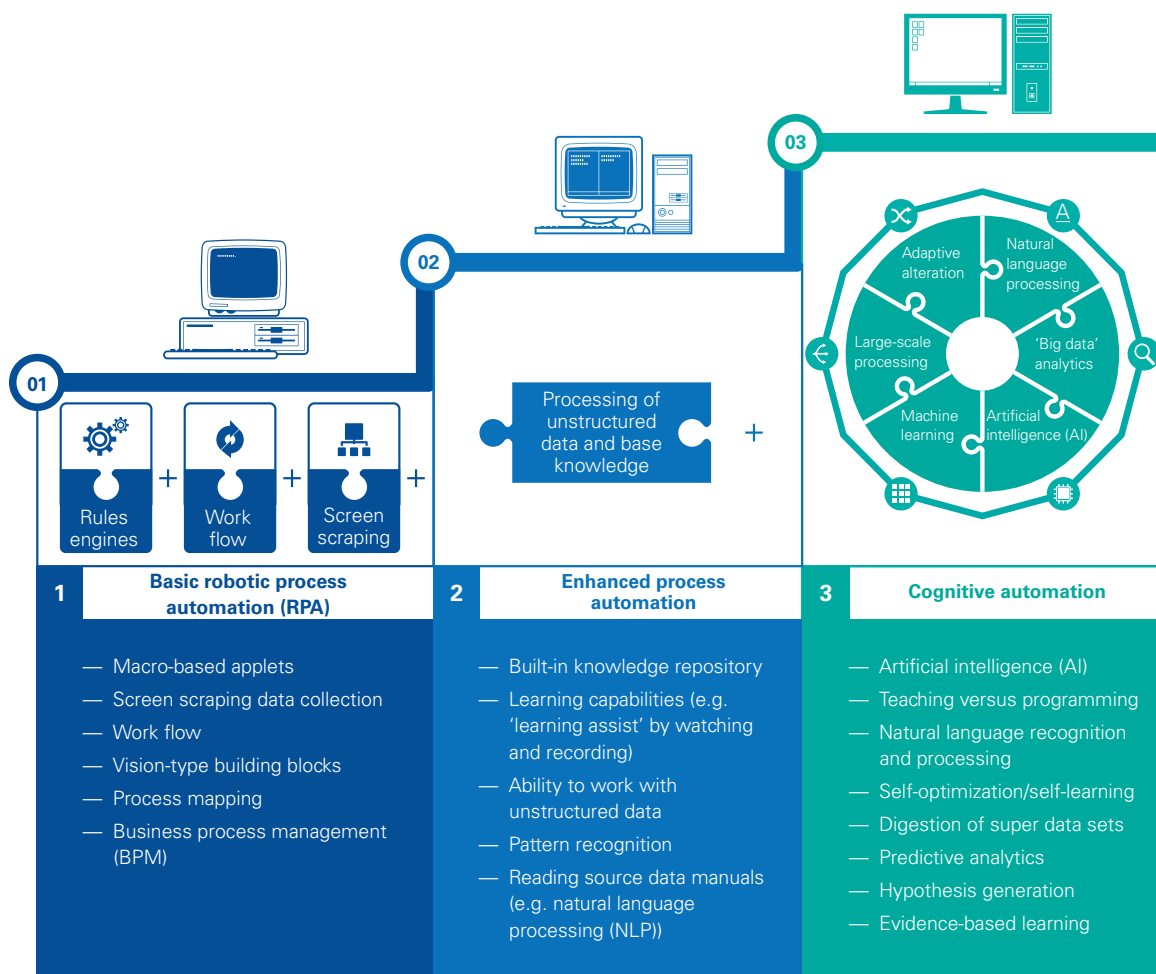 03
02
01
Rules
engines
+
Work
flow
+
Screen
scraping
+
Processing of
unstructured
data and base
knowledge
+
A
Adaptive
alteration
Natural
language
processing
Large-scale
processing
‘Big data’
analytics
Machine
learning
Artificial
intelligence (AI)
1
Basic robotic process
automation (RPA)
— Macro-based applets
— Screen scraping data collection
— Work flow
— Vision-type building blocks
— Process mapping
— Business process management
(BPM)
2
Enhanced process
automation
— Built-in knowledge repository
— Learning capabilities (e.g.
‘learning assist’ by watching
and recording)
— Ability to work with
unstructured data
— Pattern recognition
— Reading source data manuals
(e.g. natural language
processing (NLP))
3
Cognitive automation
— Artificial intelligence (AI)
— Teaching versus programming
— Natural language recognition
and processing
— Self-optimization/self-learning
— Digestion of super data sets
— Predictive analytics
— Hypothesis generation
— Evidence-based learning